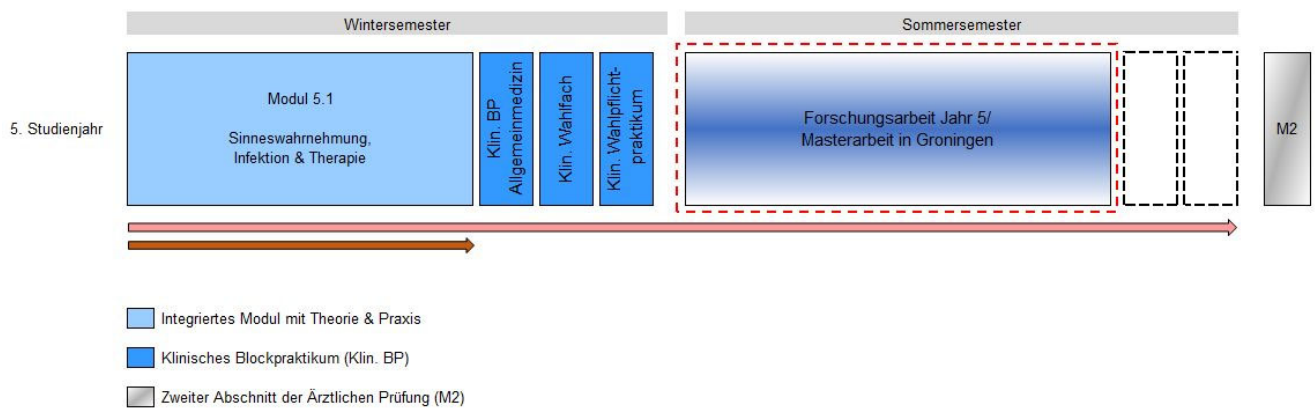 Wintersemester
Sommersemester
5. Studienjahr
Modul 5.1
Sinneswahrnehmung,
Infektion & Therapie
Klin. BP
Allgemeinmedizin
Klin. Wahlfach
Klin. Wahlpflicht-
praktikum
Forschungsarbeit Jahr 5/
Masterarbeit in Groningen
M2
Integriertes Modul mit Theorie & Praxis
Klinisches Blockpraktikum (Klin. BP)
Zweiter Abschnitt der Ärztlichen Prüfung (M2)